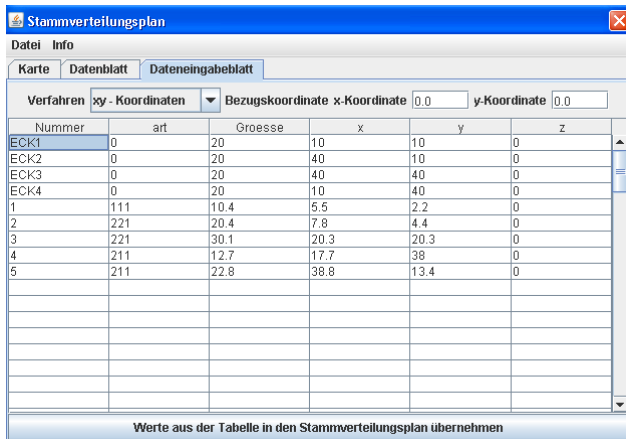 Stammverteilungsplan
Datei Info
Karte Datenblatt Dateneingabeblatt
Verfahren xy - Koordinaten Bezugskoordinate x-Koordinate 0.0 y-Koordinate 0.0
Nummer art Groesse x y z
ECK1 0 20 10 10 0
ECK2 0 20 40 10 0
ECK3 0 20 40 40 0
ECK4 0 20 10 40 0
1 111 10.4 5.5 2.2 0
2 221 20.4 7.8 4.4 0
3 221 30.1 20.3 20.3 0
4 211 12.7 17.7 38 0
5 211 22.8 38.8 13.4 0
Werte aus der Tabelle in den Stammverteilungsplan übernehmen